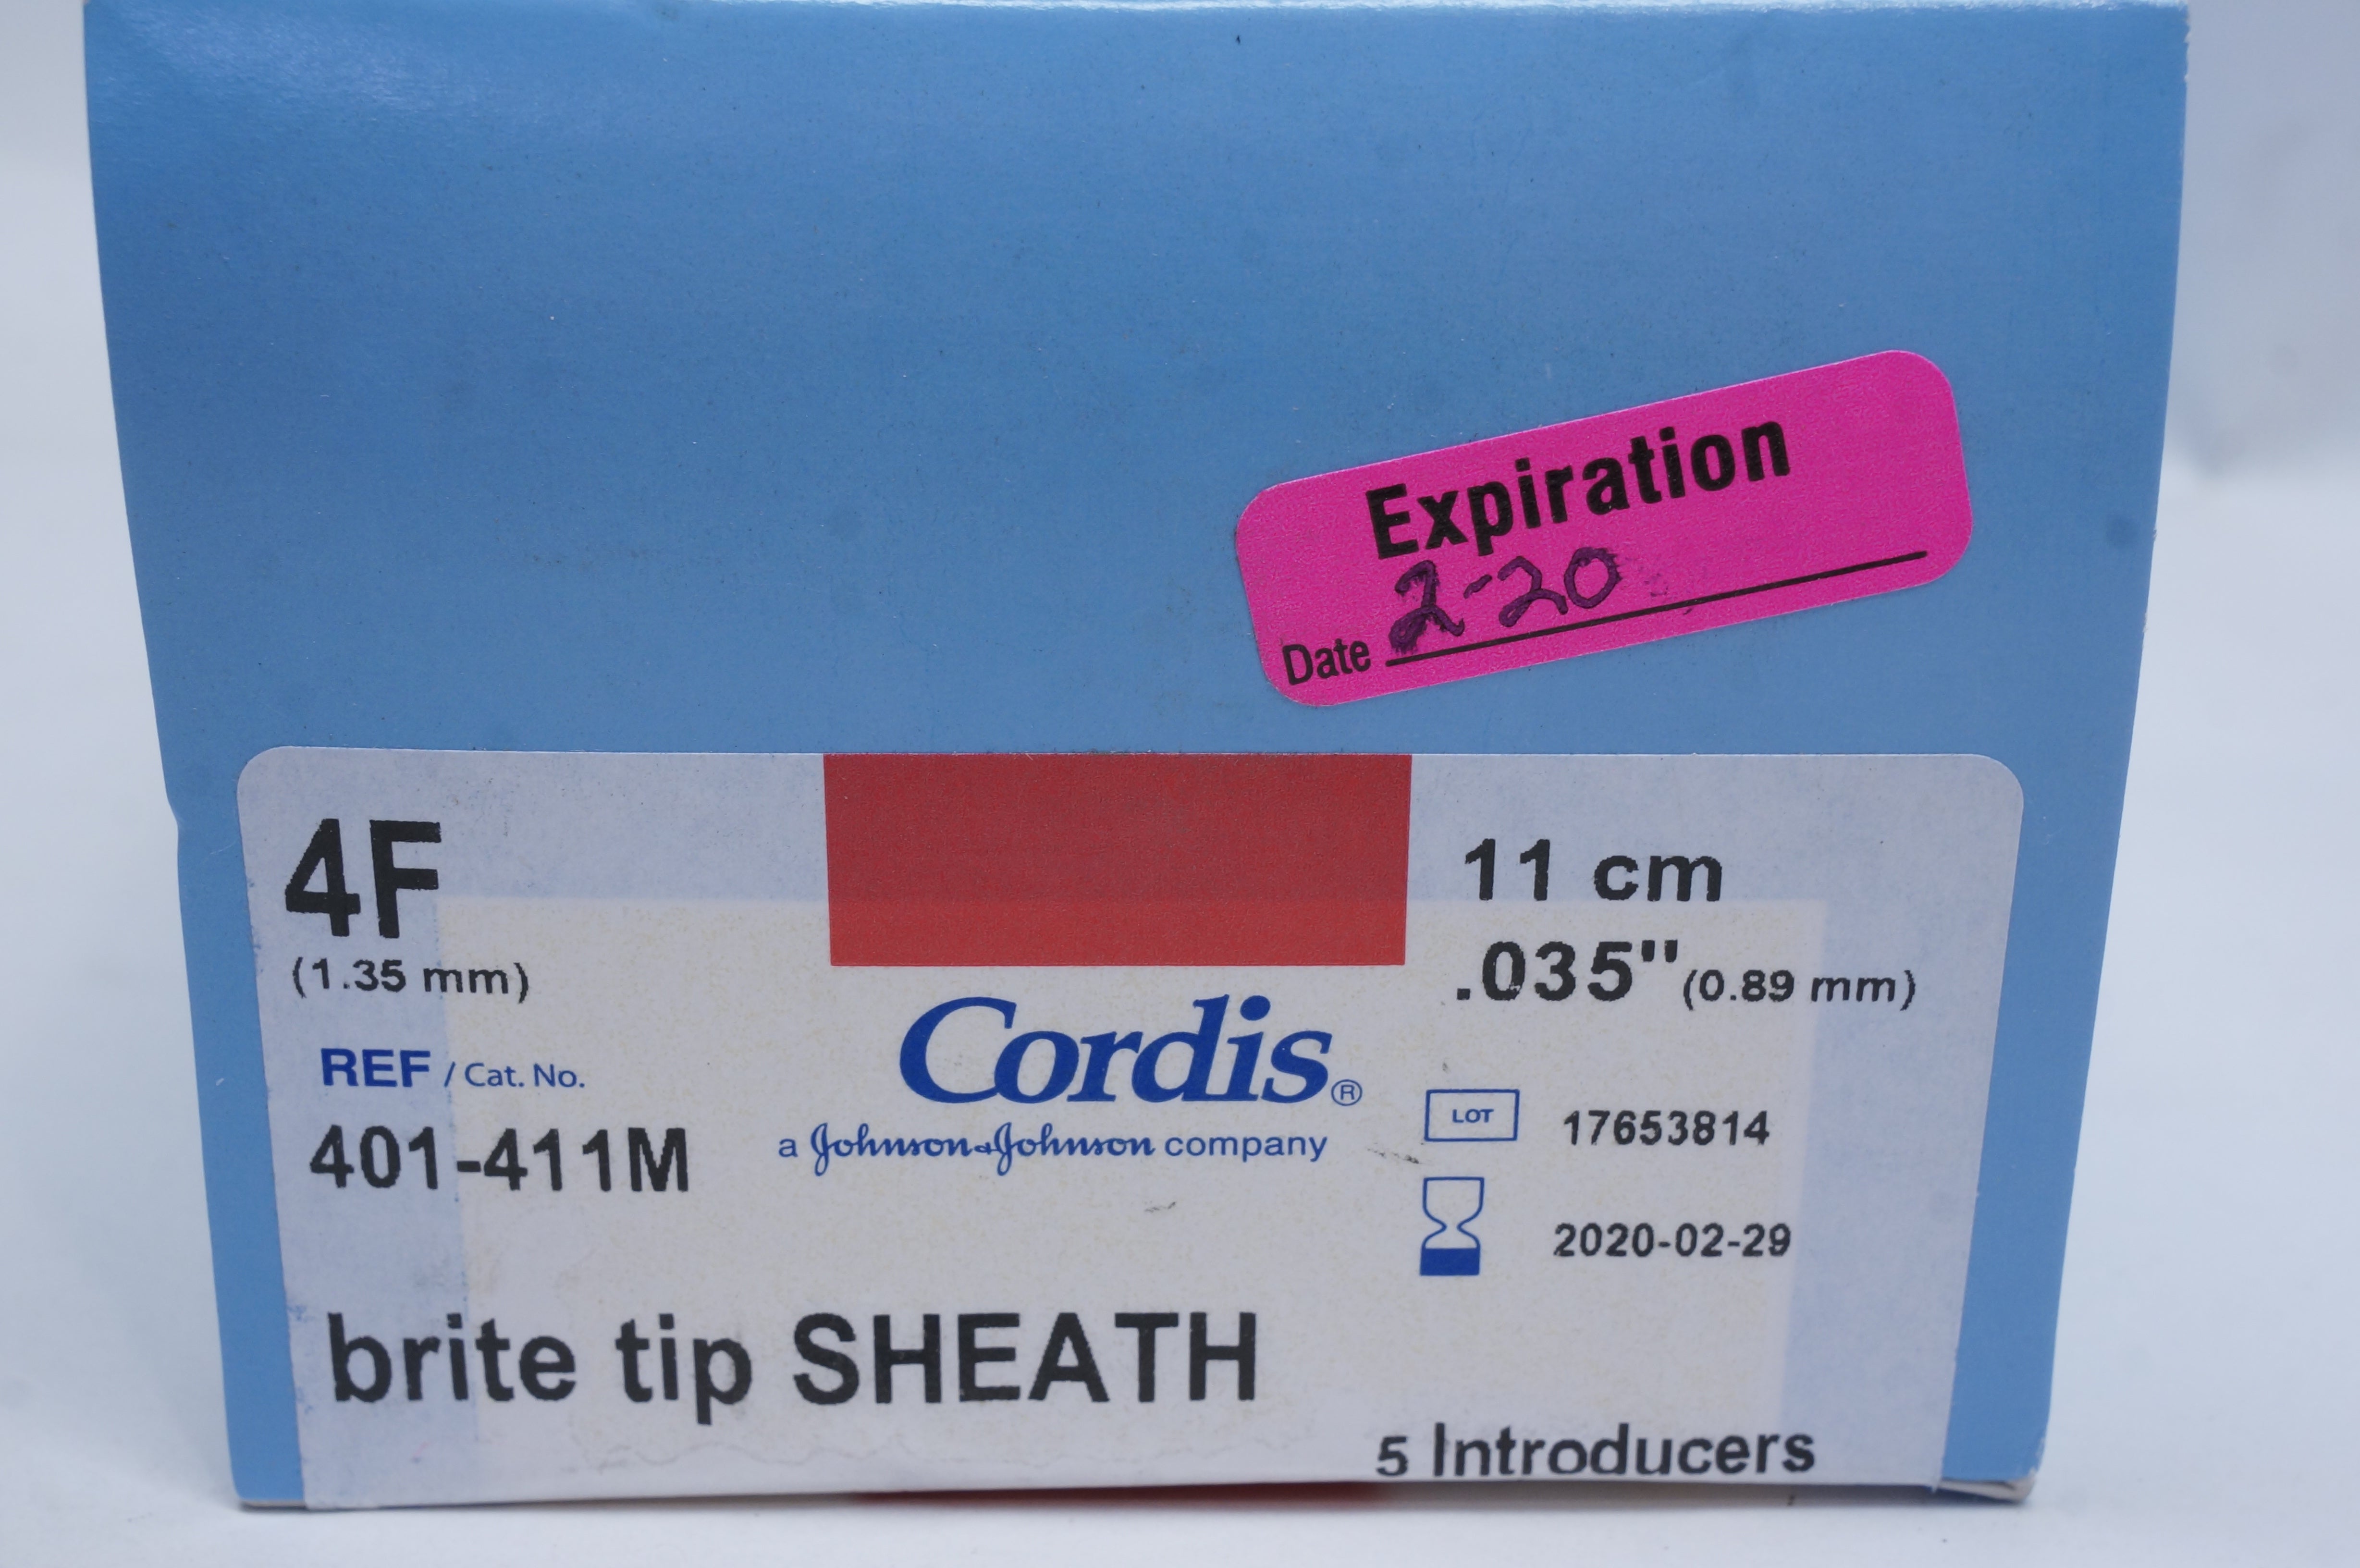 Expiration
Date 2-20
4F
(1.35 mm)
11 cm
.035"(0.89 mm)
REF / Cat. No.
401-411M
Cordis®
a Johnson & Johnson company
LOT 17653814
2020-02-29
brite tip SHEATH
5 Introducers